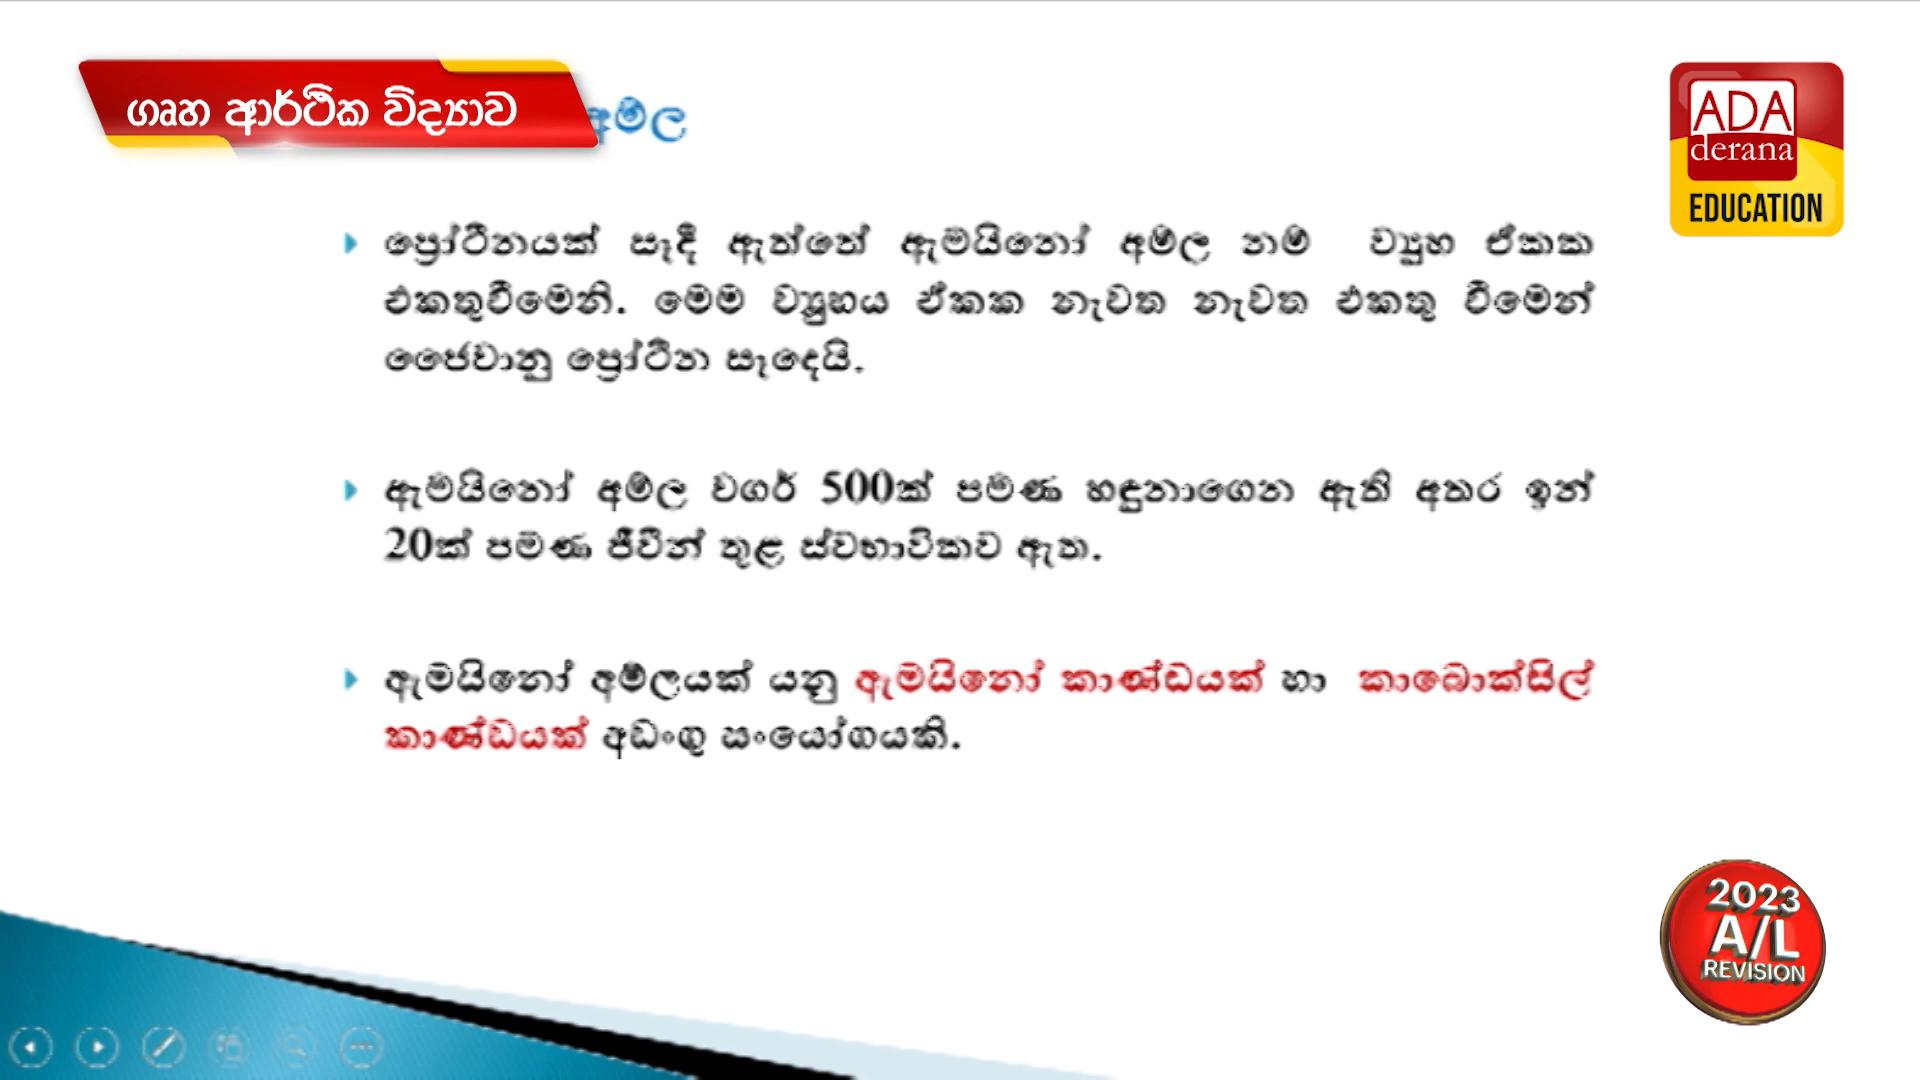 ගෘහ ආර්ථික විද්‍යාව
අම්ල
ADA
derana
EDUCATION
ප්‍රෝටීනයක් සෑදී ඇත්තේ ඇමයිනෝ අම්ල නම් ව්‍යුහ ඒකක
එකතුවීමෙනි. මෙම ව්‍යුහය ඒකක නැවත නැවත එකතු වීමෙන්
ජෛවාණු ප්‍රෝටීන සෑදෙයි.
ඇමයිනෝ අම්ල වගර් 500ක් පමණ හඳුනාගෙන ඇති අතර ඉන්
20ක් පමණ ජීවීන් තුළ ස්වභාවිකව ඇත.
ඇමයිනෝ අම්ලයක් යනු ඇමයිනෝ කාණ්ඩයක් හා කාබොක්සිල්
කාණ්ඩයක් අඩංගු සංයෝගයකි.
2023
A/L
REVISION